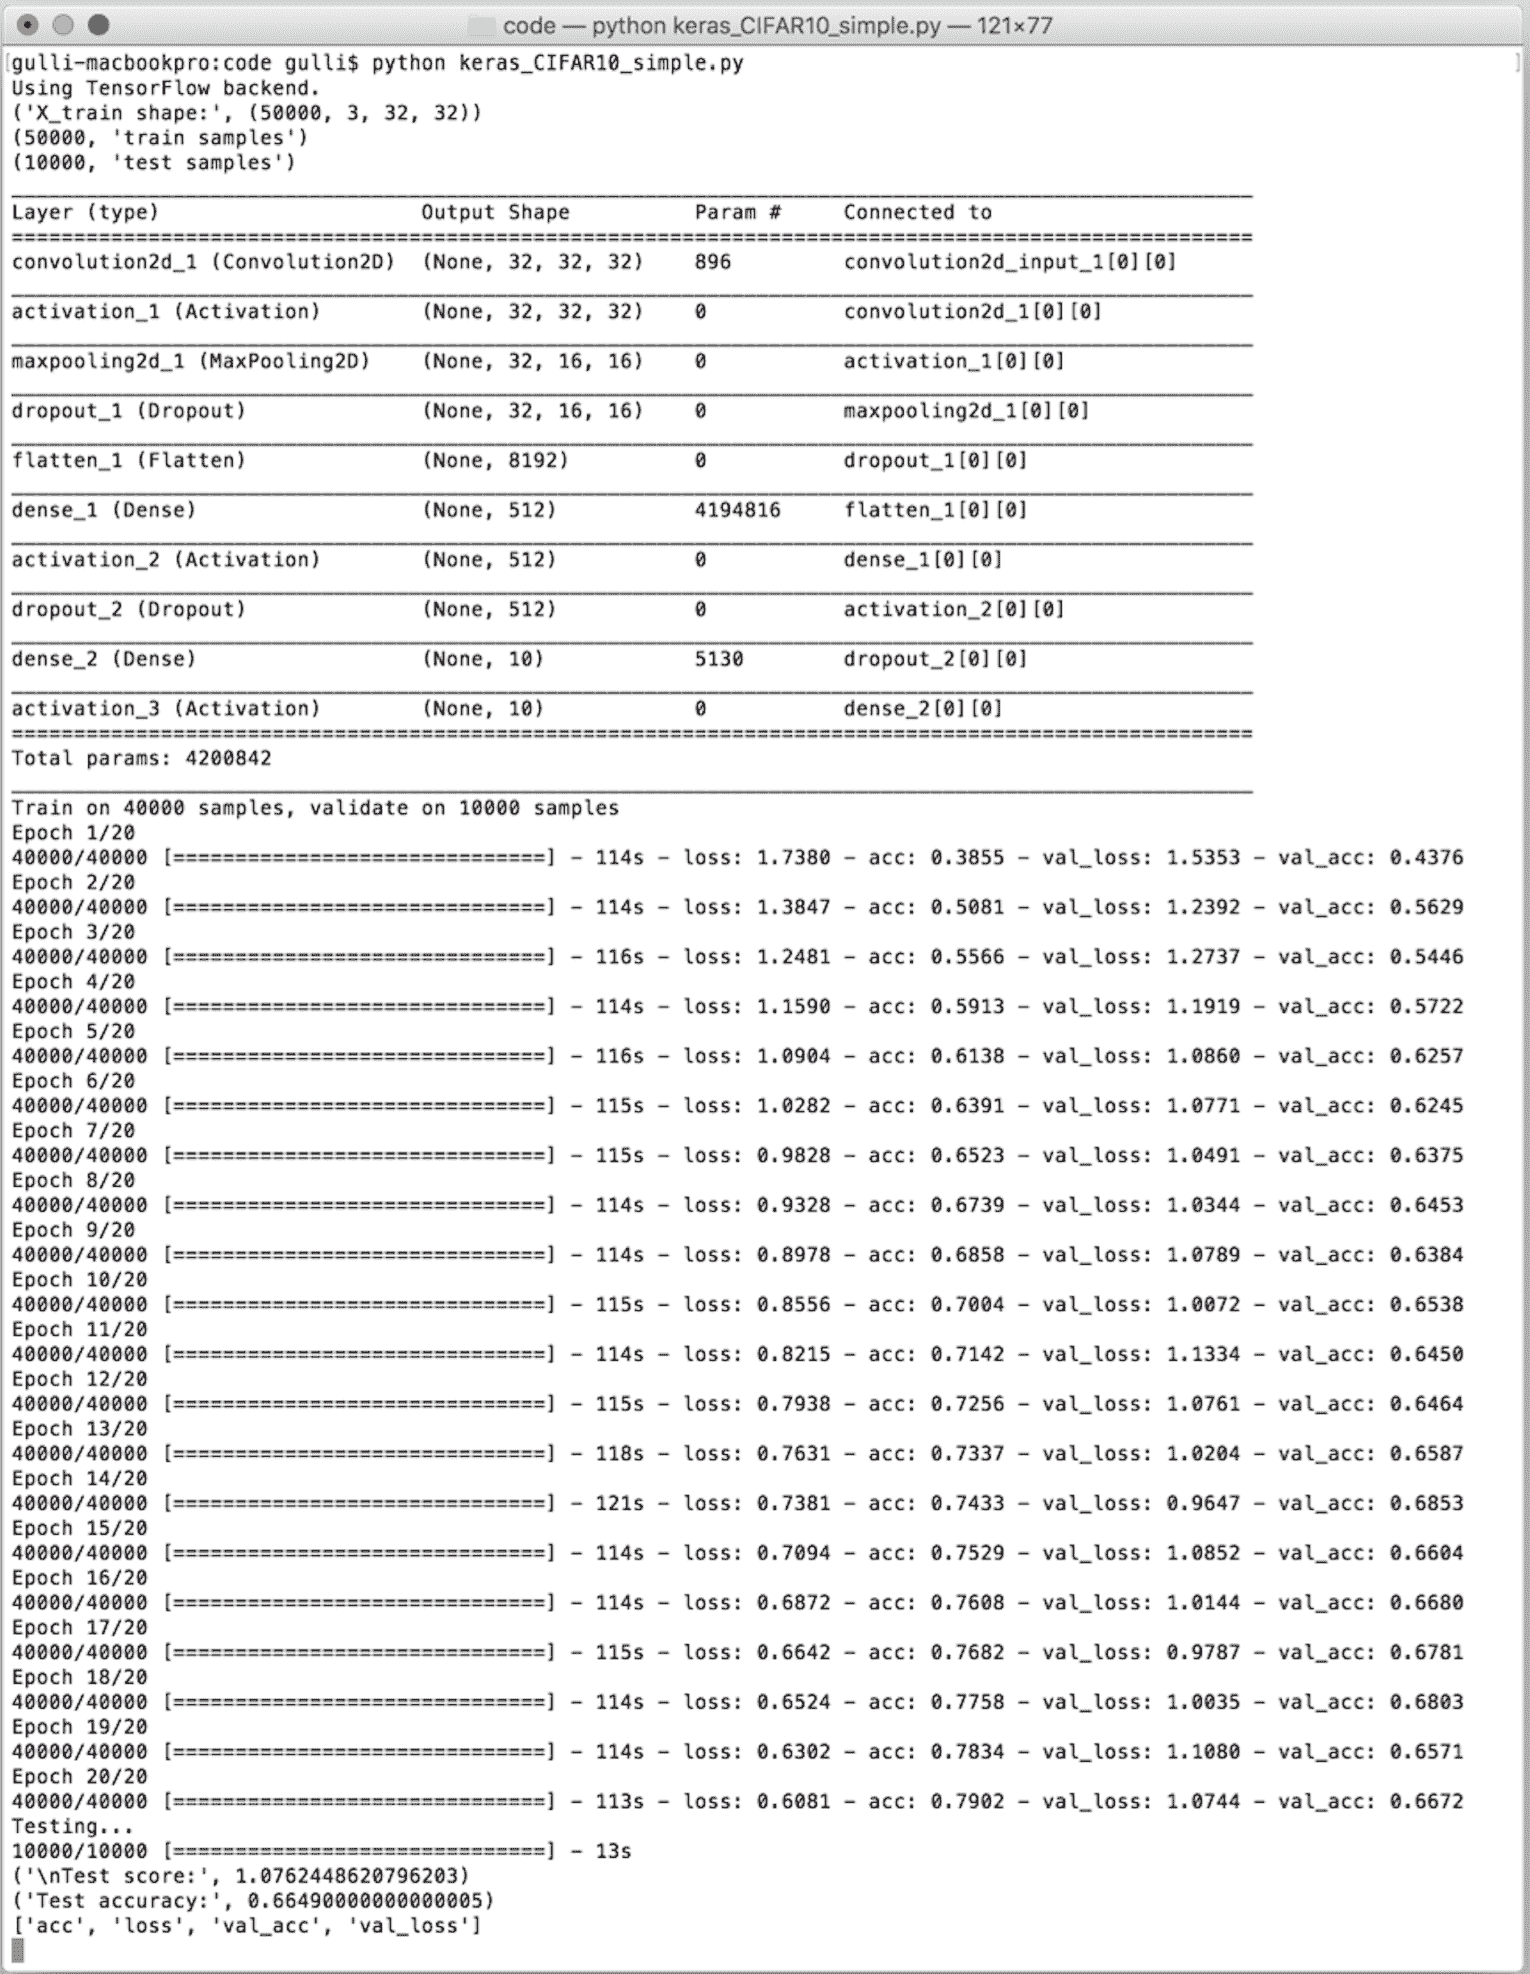 code — python keras_CIFAR10_simple.py — 121×77
gulli-macbookpro:code gulli$ python keras_CIFAR10_simple.py
Using TensorFlow backend.
('X_train shape:', (50000, 3, 32, 32))
(50000, 'train samples')
(10000, 'test samples')
Layer (type) Output Shape Param # Connected to
convolution2d_1 (Convolution2D) (None, 32, 32, 32) 896 convolution2d_input_1[0][0]
activation_1 (Activation) (None, 32, 32, 32) 0 convolution2d_1[0][0]
maxpooling2d_1 (MaxPooling2D) (None, 32, 16, 16) 0 activation_1[0][0]
dropout_1 (Dropout) (None, 32, 16, 16) 0 maxpooling2d_1[0][0]
flatten_1 (Flatten) (None, 8192) 0 dropout_1[0][0]
dense_1 (Dense) (None, 512) 4194816 flatten_1[0][0]
activation_2 (Activation) (None, 512) 0 dense_1[0][0]
dropout_2 (Dropout) (None, 512) 0 activation_2[0][0]
dense_2 (Dense) (None, 10) 5130 dropout_2[0][0]
activation_3 (Activation) (None, 10) 0 dense_2[0][0]
Total params: 4200842
Train on 40000 samples, validate on 10000 samples
Epoch 1/20
40000/40000 [==============================] - 114s - loss: 1.7380 - acc: 0.3855 - val_loss: 1.5353 - val_acc: 0.4376
Epoch 2/20
40000/40000 [==============================] - 114s - loss: 1.3847 - acc: 0.5081 - val_loss: 1.2392 - val_acc: 0.5629
Epoch 3/20
40000/40000 [==============================] - 116s - loss: 1.2481 - acc: 0.5566 - val_loss: 1.2737 - val_acc: 0.5446
Epoch 4/20
40000/40000 [==============================] - 114s - loss: 1.1590 - acc: 0.5913 - val_loss: 1.1919 - val_acc: 0.5722
Epoch 5/20
40000/40000 [==============================] - 116s - loss: 1.0904 - acc: 0.6138 - val_loss: 1.0860 - val_acc: 0.6257
Epoch 6/20
40000/40000 [==============================] - 115s - loss: 1.0282 - acc: 0.6391 - val_loss: 1.0771 - val_acc: 0.6245
Epoch 7/20
40000/40000 [==============================] - 115s - loss: 0.9828 - acc: 0.6523 - val_loss: 1.0491 - val_acc: 0.6375
Epoch 8/20
40000/40000 [==============================] - 114s - loss: 0.9328 - acc: 0.6739 - val_loss: 1.0344 - val_acc: 0.6453
Epoch 9/20
40000/40000 [==============================] - 114s - loss: 0.8978 - acc: 0.6858 - val_loss: 1.0789 - val_acc: 0.6384
Epoch 10/20
40000/40000 [==============================] - 115s - loss: 0.8556 - acc: 0.7004 - val_loss: 1.0072 - val_acc: 0.6538
Epoch 11/20
40000/40000 [==============================] - 114s - loss: 0.8215 - acc: 0.7142 - val_loss: 1.1334 - val_acc: 0.6450
Epoch 12/20
40000/40000 [==============================] - 115s - loss: 0.7938 - acc: 0.7256 - val_loss: 1.0761 - val_acc: 0.6464
Epoch 13/20
40000/40000 [==============================] - 118s - loss: 0.7631 - acc: 0.7337 - val_loss: 1.0204 - val_acc: 0.6587
Epoch 14/20
40000/40000 [==============================] - 121s - loss: 0.7381 - acc: 0.7433 - val_loss: 0.9647 - val_acc: 0.6853
Epoch 15/20
40000/40000 [==============================] - 114s - loss: 0.7094 - acc: 0.7529 - val_loss: 1.0852 - val_acc: 0.6604
Epoch 16/20
40000/40000 [==============================] - 114s - loss: 0.6872 - acc: 0.7608 - val_loss: 1.0144 - val_acc: 0.6680
Epoch 17/20
40000/40000 [==============================] - 115s - loss: 0.6642 - acc: 0.7682 - val_loss: 0.9787 - val_acc: 0.6781
Epoch 18/20
40000/40000 [==============================] - 114s - loss: 0.6524 - acc: 0.7758 - val_loss: 1.0035 - val_acc: 0.6803
Epoch 19/20
40000/40000 [==============================] - 114s - loss: 0.6302 - acc: 0.7834 - val_loss: 1.1080 - val_acc: 0.6571
Epoch 20/20
40000/40000 [==============================] - 113s - loss: 0.6081 - acc: 0.7902 - val_loss: 1.0744 - val_acc: 0.6672
Testing...
10000/10000 [==============================] - 13s
('\nTest score:', 1.0762448620796203)
('Test accuracy:', 0.66490000000000005)
['acc', 'loss', 'val_acc', 'val_loss']